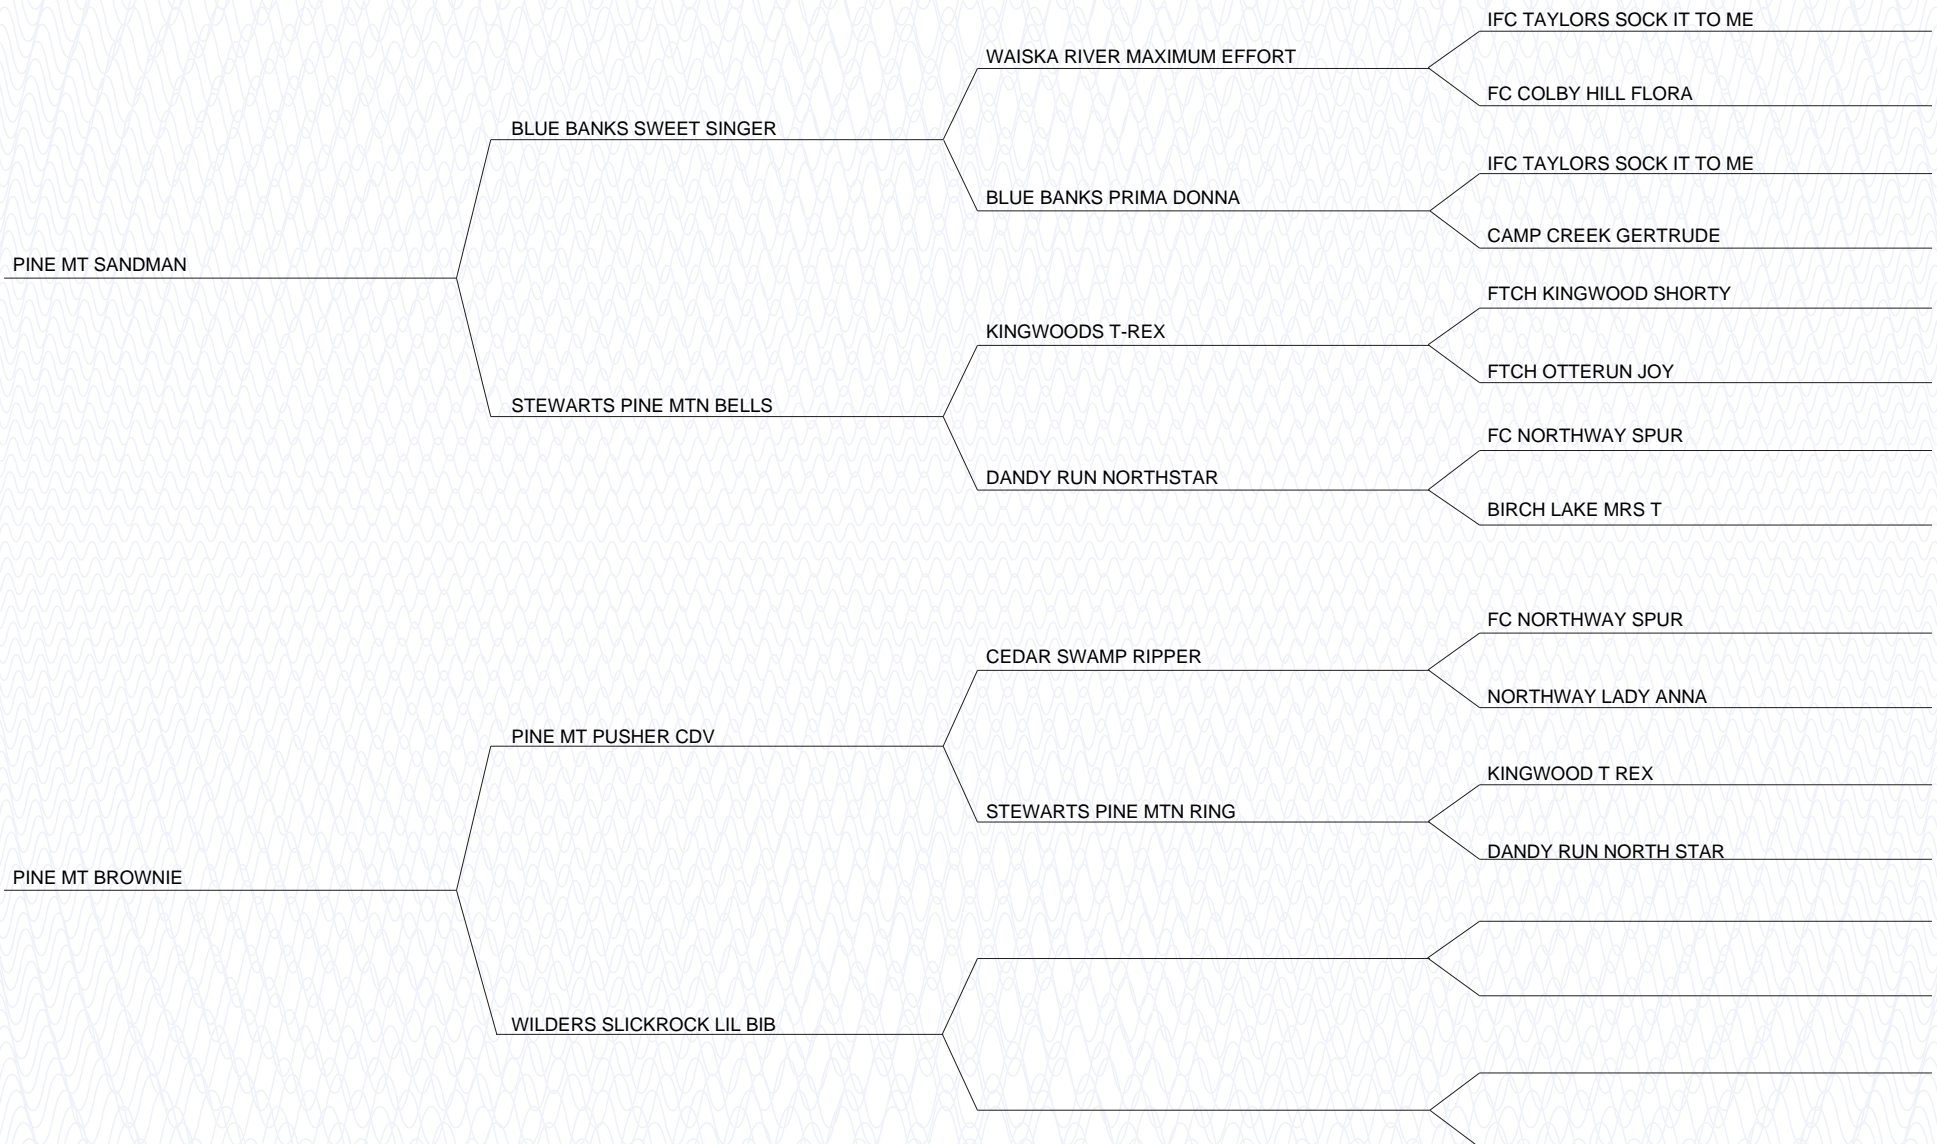 IFC TAYLORS SOCK IT TO ME
WAISKA RIVER MAXIMUM EFFORT
FC COLBY HILL FLORA
BLUE BANKS SWEET SINGER
IFC TAYLORS SOCK IT TO ME
BLUE BANKS PRIMA DONNA
CAMP CREEK GERTRUDE
PINE MT SANDMAN
FTCH KINGWOOD SHORTY
KINGWOODS T-REX
FTCH OTTERUN JOY
STEWARTS PINE MTN BELLS
FC NORTHWAY SPUR
DANDY RUN NORTHSTAR
BIRCH LAKE MRS T
FC NORTHWAY SPUR
CEDAR SWAMP RIPPER
NORTHWAY LADY ANNA
PINE MT PUSHER CDV
KINGWOOD T REX
STEWARTS PINE MTN RING
DANDY RUN NORTH STAR
PINE MT BROWNIE
WILDERS SLICKROCK LIL BIB